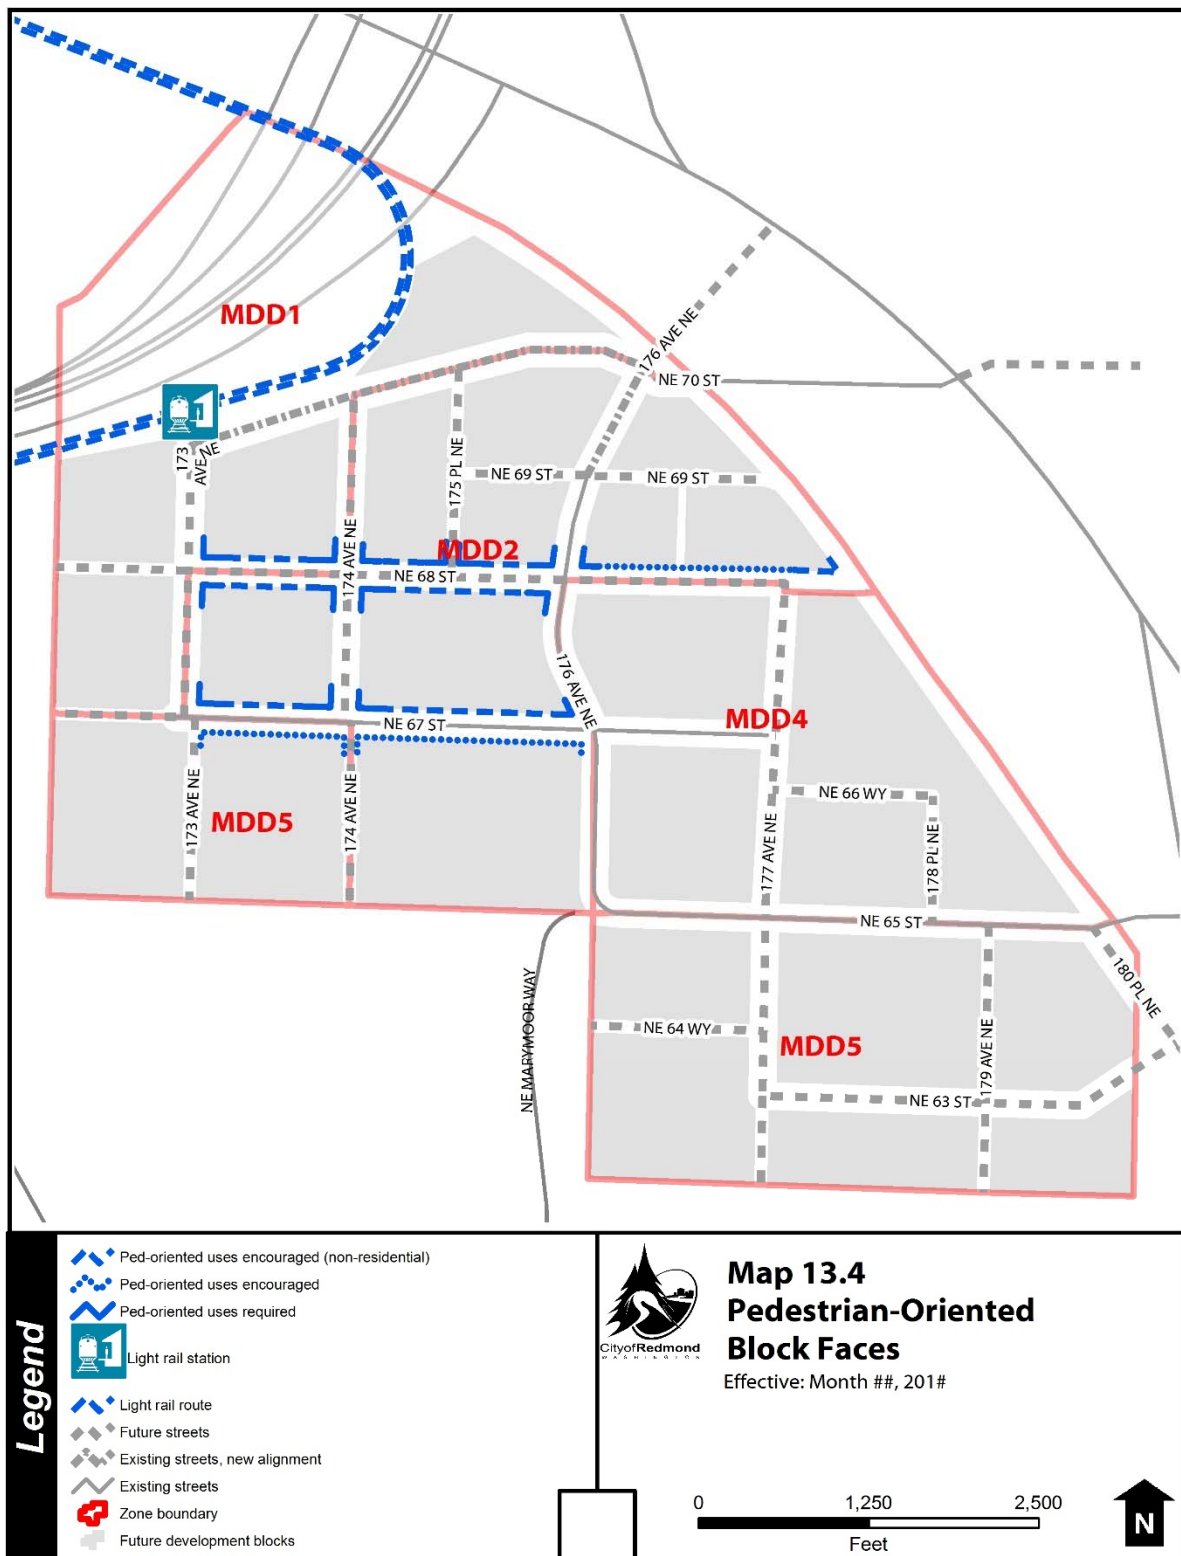 MDD1
176 AVE NE
NE 70 ST
173
AVE NE
175 PL NE
NE 69 ST
NE 69 ST
174 AVE NE
MDD2
NE 68 ST
176 AVE NE
NE 67 ST
MDD4
173 AVE NE
MDD5
174 AVE NE
177 AVE NE
NE 66 WY
178 PL NE
NE 65 ST
180 PL NE
NE MARYMOOR WAY
NE 64 WY
MDD5
179 AVE NE
NE 63 ST
Legend
Ped-oriented uses encouraged (non-residential)
Ped-oriented uses encouraged
Ped-oriented uses required
Light rail station
Light rail route
Future streets
Existing streets, new alignment
Existing streets
Zone boundary
Future development blocks
CityofRedmond
WASHINGTON
Map 13.4
Pedestrian-Oriented
Block Faces
Effective: Month ##, 201#
0 1,250 2,500
Feet
N